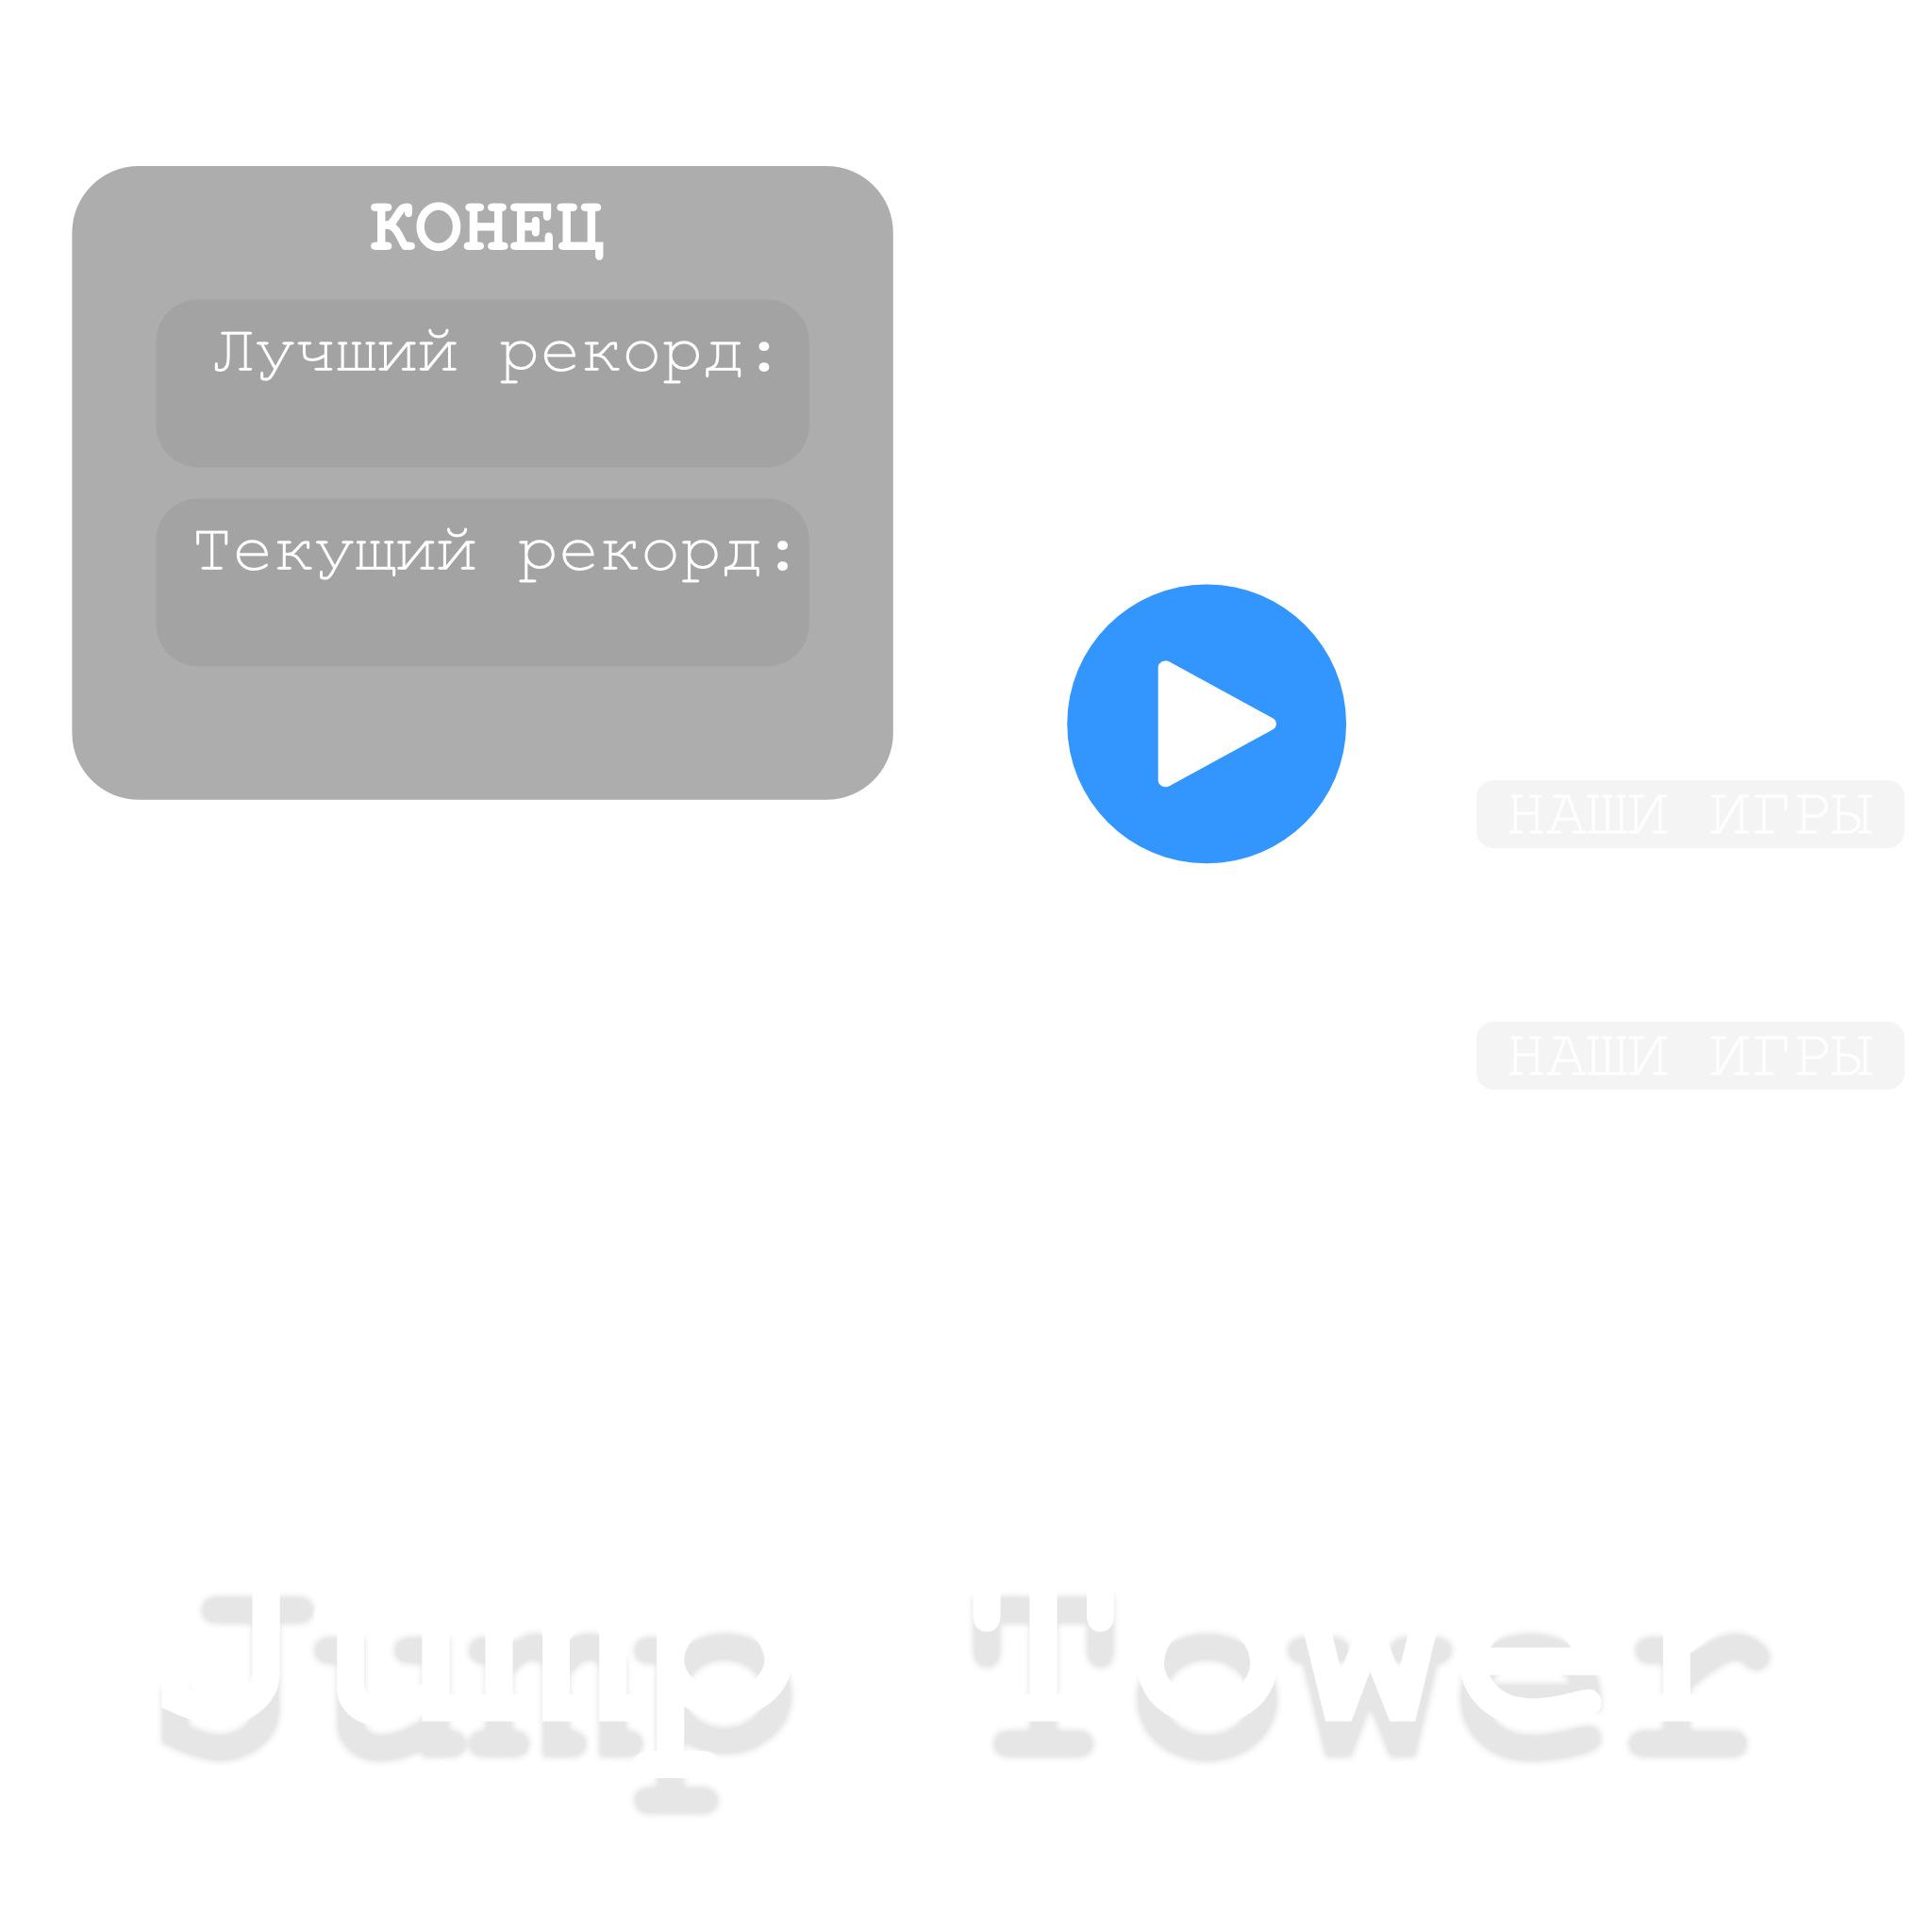 КОНЕЦ
Лучший рекорд:
Текущий рекорд:
НАШИ ИГРЫ
НАШИ ИГРЫ
Jump Tower